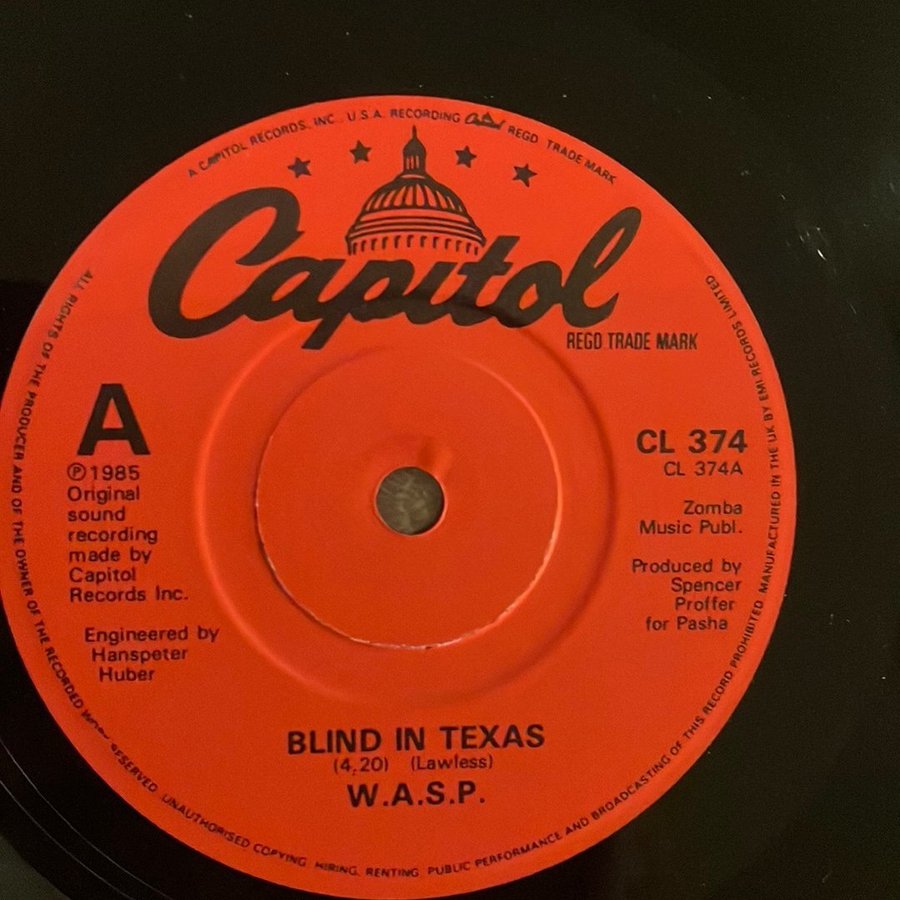 A CAPITOL RECORDS, INC., U.S.A. RECORDING Capitol REGD. TRADE MARK
Capitol
REGD TRADE MARK
A
℗1985
Original
sound
recording
made by
Capitol
Records Inc.
Engineered by
Hanspeter
Huber
CL 374
CL 374A
Zomba
Music Publ.
Produced by
Spencer
Proffer
for Pasha
BLIND IN TEXAS
(4,20) (Lawless)
W.A.S.P.
ALL RIGHTS OF THE PRODUCER AND OF THE OWNER OF THE RECORDED WORK RESERVED. UNAUTHORISED COPYING, HIRING, RENTING, PUBLIC PERFORMANCE AND BROADCASTING OF THIS RECORD PROHIBITED. MANUFACTURED IN THE UK BY EMI RECORDS LIMITED